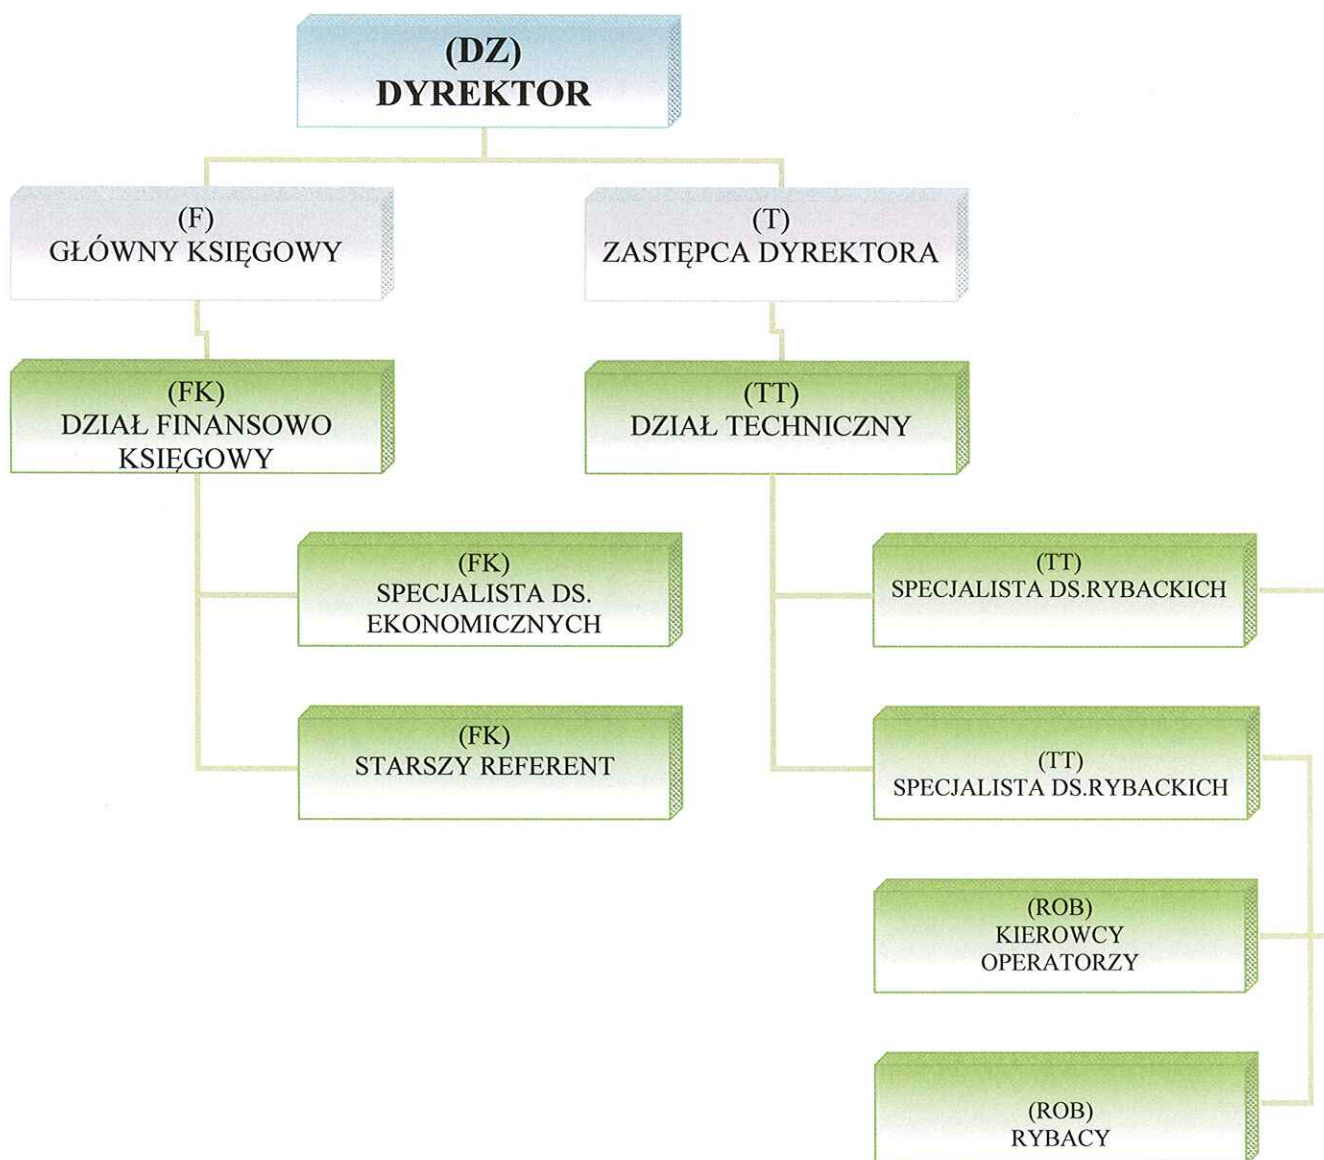 (DZ)
DYREKTOR
(F)
GŁÓWNY KSIĘGOWY
(T)
ZASTĘPCA DYREKTORA
(FK)
DZIAŁ FINANSOWO
KSIĘGOWY
(TT)
DZIAŁ TECHNICZNY
(FK)
SPECJALISTA DS.
EKONOMICZNYCH
(TT)
SPECJALISTA DS.RYBACKICH
(FK)
STARSZY REFERENT
(TT)
SPECJALISTA DS.RYBACKICH
(ROB)
KIEROWCY
OPERATORZY
(ROB)
RYBACY